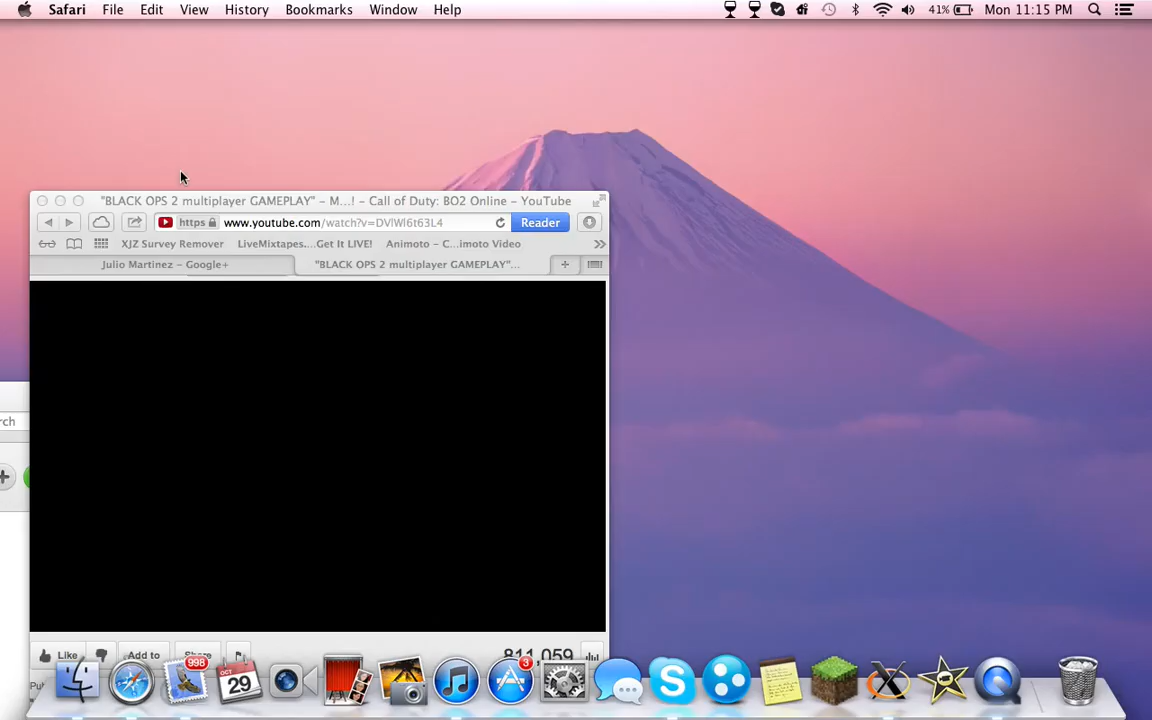 Safari File Edit View History Bookmarks Window Help 41% Mon 11:15 PM
"BLACK OPS 2 multiplayer GAMEPLAY" – M...! – Call of Duty: BO2 Online – YouTube
https www.youtube.com/watch?v=DVlWl6t63L4 Reader
XJZ Survey Remover LiveMixtapes....Get It LIVE! Animoto – C...imoto Video
Julio Martinez – Google+ "BLACK OPS 2 multiplayer GAMEPLAY"...
rch
Like Add to Share 811,059
998 OCT 29 3